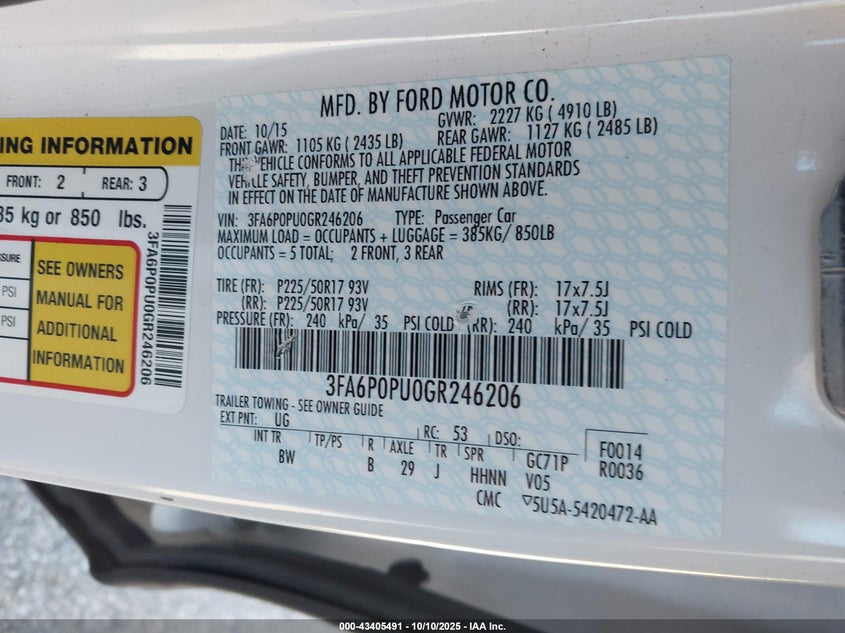 ING INFORMATION
FRONT: 2 REAR: 3
85 kg or 850 lbs.
SURE
PSI
PSI
SEE OWNERS
MANUAL FOR
ADDITIONAL
INFORMATION
3FA6P0PU0GR246206
MFD. BY FORD MOTOR CO.
DATE: 10/15 GVWR: 2227 KG ( 4910 LB)
FRONT GAWR: 1105 KG ( 2435 LB) REAR GAWR: 1127 KG ( 2485 LB)
THIS VEHICLE CONFORMS TO ALL APPLICABLE FEDERAL MOTOR
VEHICLE SAFETY, BUMPER, AND THEFT PREVENTION STANDARDS
IN EFFECT ON THE DATE OF MANUFACTURE SHOWN ABOVE.
VIN: 3FA6P0PU0GR246206 TYPE: Passenger Car
MAXIMUM LOAD = OCCUPANTS + LUGGAGE = 385KG/ 850LB
OCCUPANTS = 5 TOTAL; 2 FRONT, 3 REAR
TIRE (FR): P225/50R17 93V RIMS (FR): 17x7.5J
(RR): P225/50R17 93V (RR): 17x7.5J
PRESSURE (FR): 240 kPa/ 35 PSI COLD (RR): 240 kPa/ 35 PSI COLD
3FA6P0PU0GR246206
TRAILER TOWING - SEE OWNER GUIDE
EXT PNT: UG RC: 53 DSO:
INT TR TP/PS R AXLE TR SPR GC71P F0014
BW B 29 J HHNN V05 R0036
CMC ▽5U5A-5420472-AA
000-43405491 - 10/10/2025 - IAA Inc.